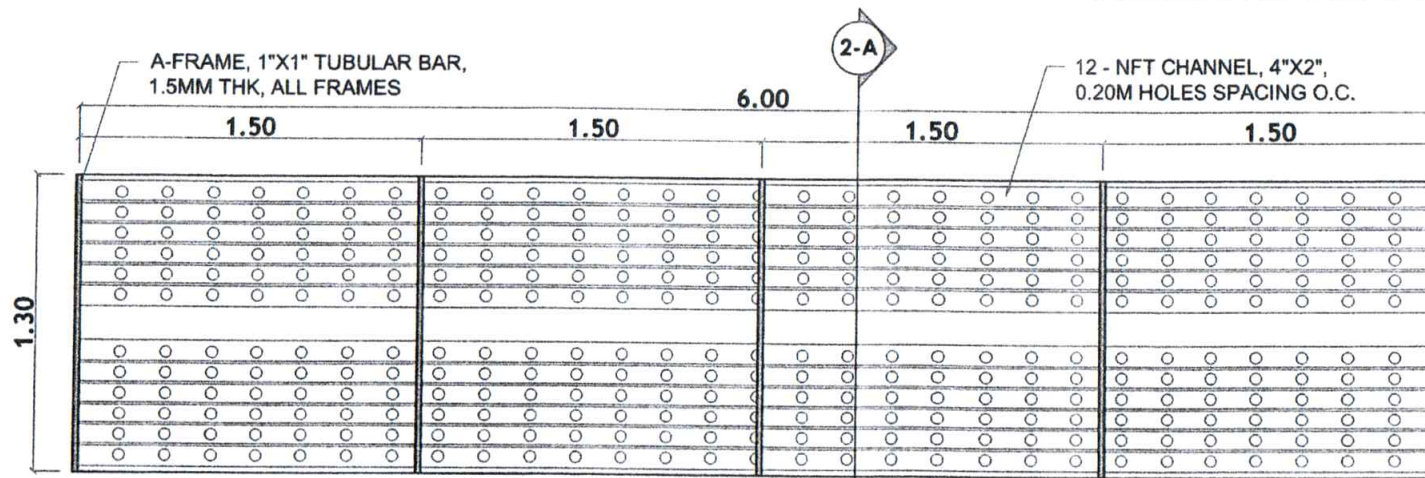 2-A
A-FRAME, 1"X1" TUBULAR BAR,
1.5MM THK, ALL FRAMES
12 - NFT CHANNEL, 4"X2",
0.20M HOLES SPACING O.C.
6.00
1.50
1.50
1.50
1.50
1.30